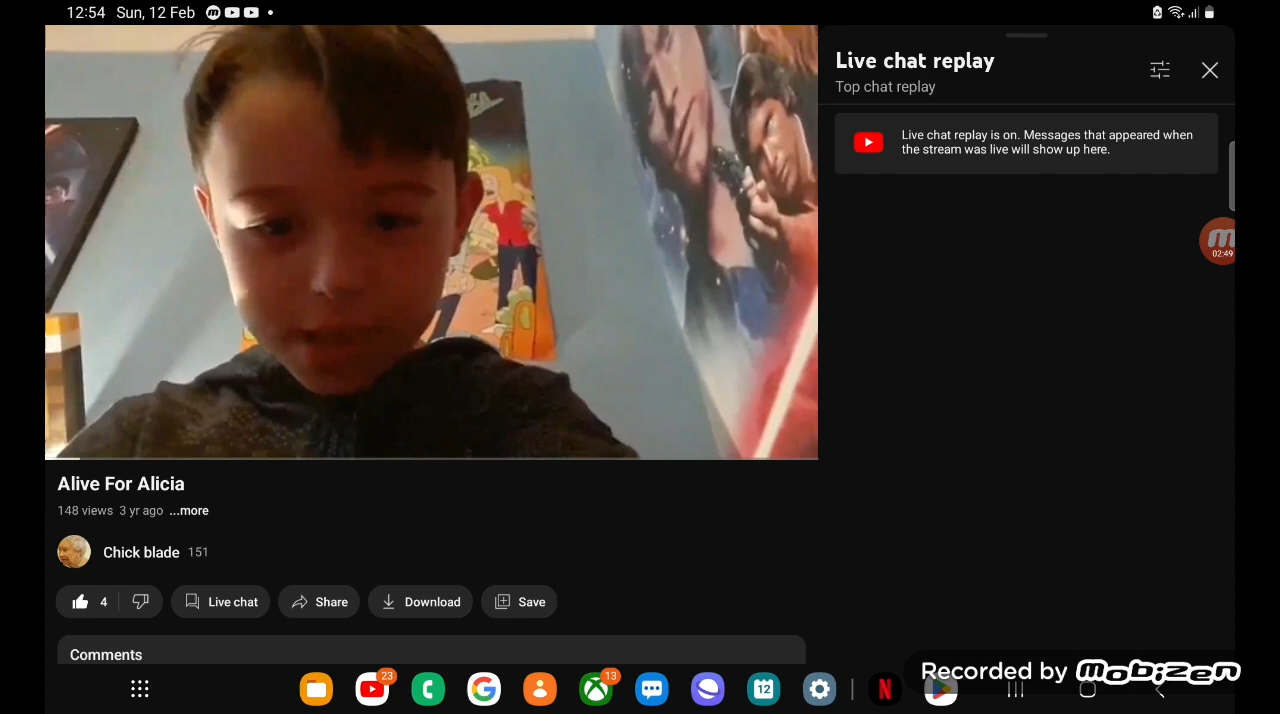 12:54 Sun, 12 Feb
Live chat replay
Top chat replay
Live chat replay is on. Messages that appeared when
the stream was live will show up here.
02:49
Alive For Alicia
148 views 3 yr ago ...more
Chick blade 151
4 Live chat Share Download Save
Comments
Recorded by mobizen
23
13
12
N